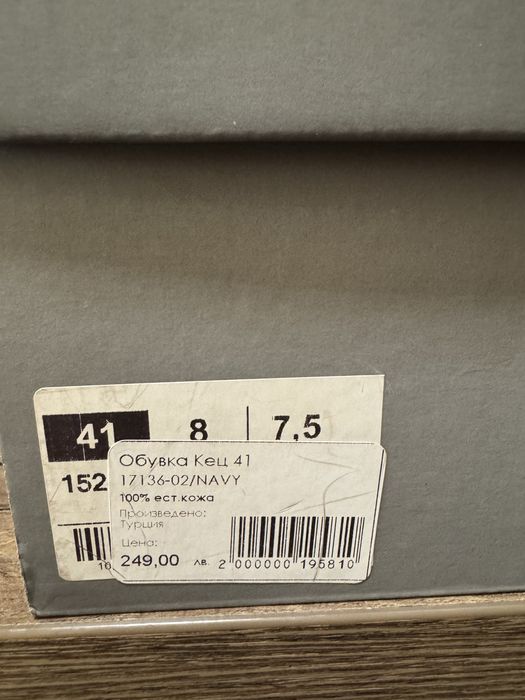 41 8 7,5
152
10
Обувка Кец 41
17136-02/NAVY
100% ест.кожа
Произведено:
Турция
Цена:
249,00 лв. 2 000000 195810